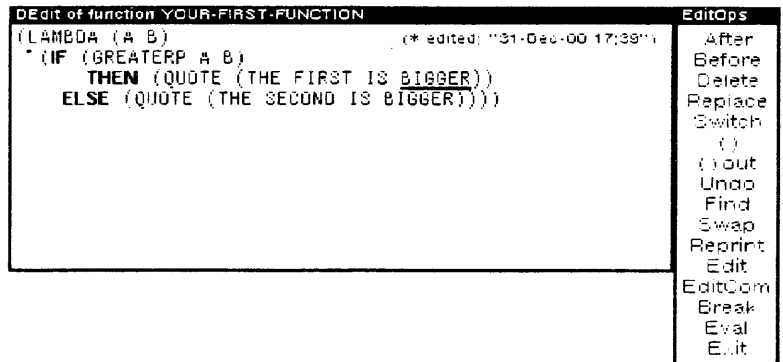 DEdit of function YOUR-FIRST-FUNCTION
(LAMBDA (A B) (* edited: "31-Dec-00 17:39")
(IF (GREATERP A B)
THEN (QUOTE (THE FIRST IS BIGGER))
ELSE (QUOTE (THE SECOND IS BIGGER))))
EditOps
After
Before
Delete
Replace
Switch
( )
( ) out
Undo
Find
Swap
Reprint
Edit
EditCom
Break
Eval
Exit